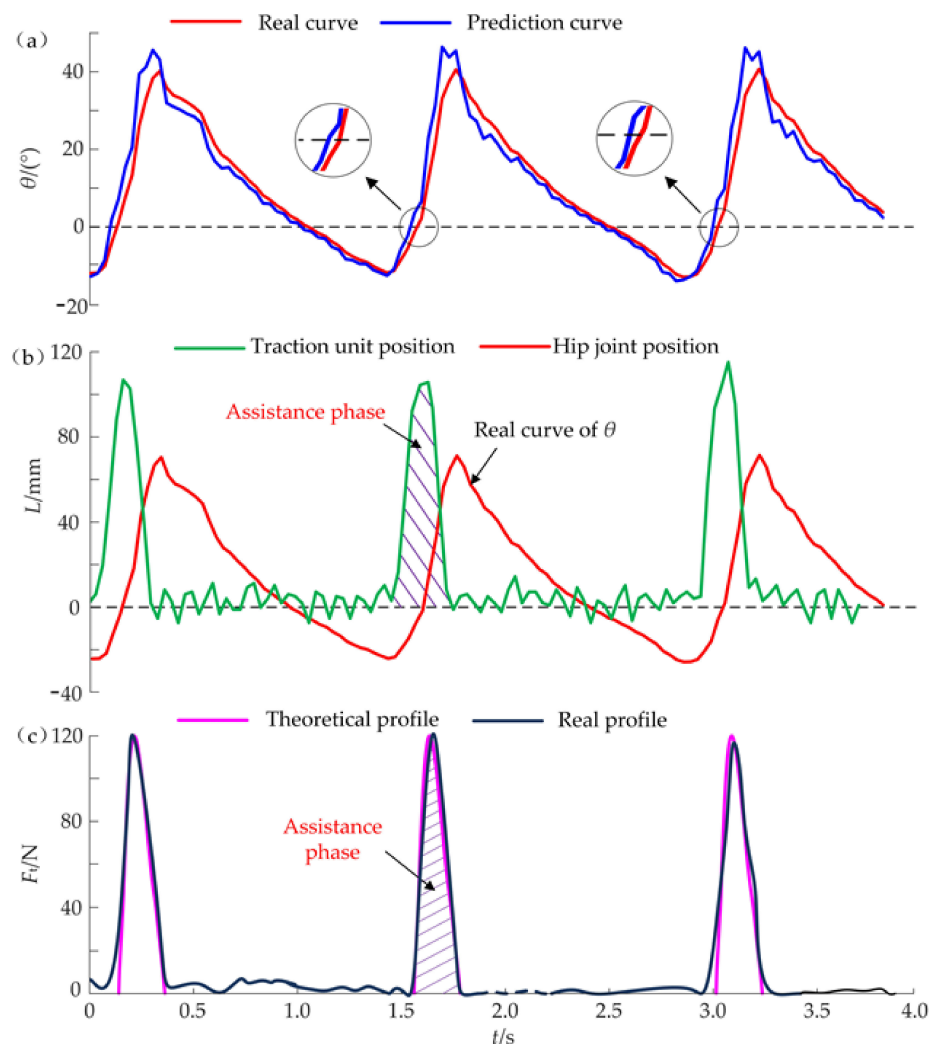 (a)
Real curve Prediction curve
40
20
0
−20
θ/(°)
(b)
Traction unit position Hip joint position
120
80
40
0
−40
L/mm
Assistance phase
Real curve of θ
(c)
Theoretical profile Real profile
120
80
40
0
Ft/N
Assistance
phase
0 0.5 1.0 1.5 2.0 2.5 3.0 3.5 4.0
t/s